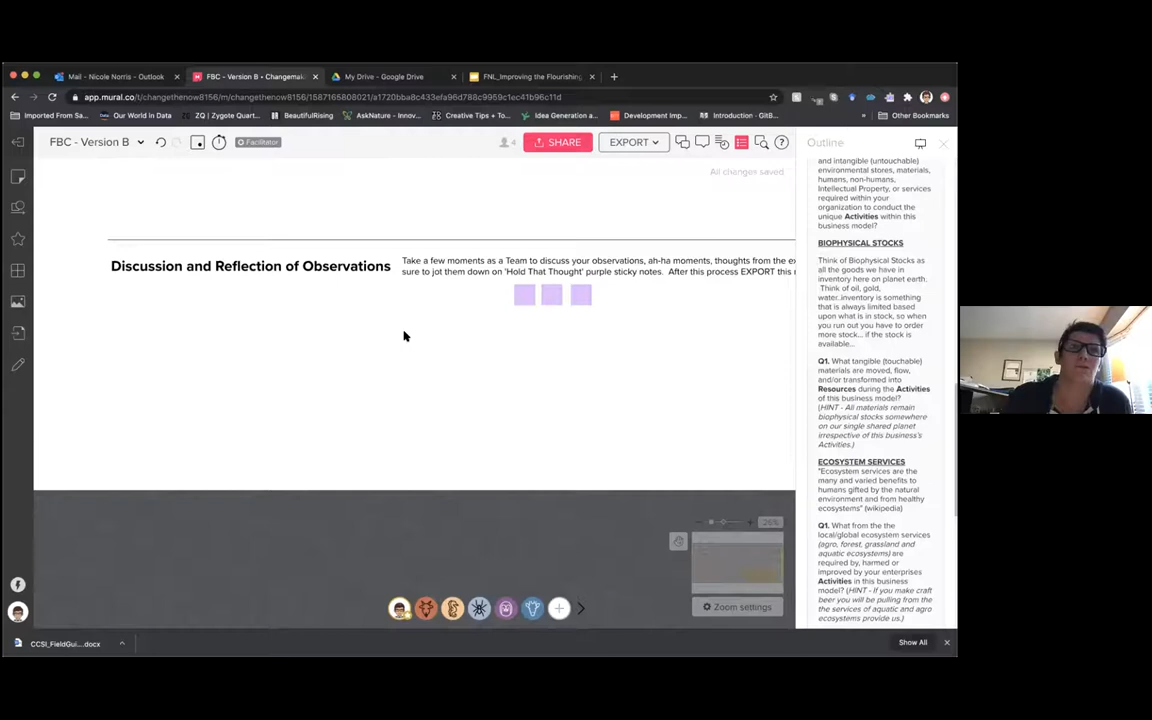 Mail - Nicole Norris - Outlook
FBC - Version B • Changemak
My Drive - Google Drive
FNL_Improving the Flourishing
app.mural.co/t/changethenow8156/m/changethenow8156/1587165808021/a1720bba8c433efa96d788c9959c1ec41b96c11d
Imported From Sa...
Our World in Data
ZQ | Zygote Quart...
BeautifulRising
AskNature - Innov...
Creative Tips + To...
Idea Generation a...
Development Imp...
Introduction · GitB...
»
Other Bookmarks
FBC - Version B
Facilitator
4
SHARE
EXPORT
Outline
All changes saved
Discussion and Reflection of Observations
Take a few moments as a Team to discuss your observations, ah-ha moments, thoughts from the ex
sure to jot them down on 'Hold That Thought' purple sticky notes. After this process EXPORT this
and intangible (untouchable)
environmental stores, materials,
humans, non-humans,
Intellectual Property, or services
required within your
organization to conduct the
unique Activities within this
business model?
BIOPHYSICAL STOCKS
Think of Biophysical Stocks as
all the goods we have in
inventory here on planet earth.
Think of oil, gold,
water..inventory is something
that is always limited based
upon what is in stock, so when
you run out you have to order
more stock... if the stock is
available...
Q1. What tangible (touchable)
materials are moved, flow,
and/or transformed into
Resources during the Activities
of this business model?
(HINT - All materials remain
biophysical stocks somewhere
on our single shared planet
irrespective of this business's
Activities.)
ECOSYSTEM SERVICES
"Ecosystem services are the
many and varied benefits to
humans gifted by the natural
environment and from healthy
ecosystems" (wikipedia)
Q1. What from the the
local/global ecosystem services
(agro, forest, grassland and
aquatic ecosystems) are
required by, harmed or
improved by your enterprises
Activities in this business
model? (HINT - If you make craft
beer you will be pulling from the
the services of aquatic and agro
ecosystems provide us.)
26%
Zoom settings
CCSI_FieldGui....docx
Show All